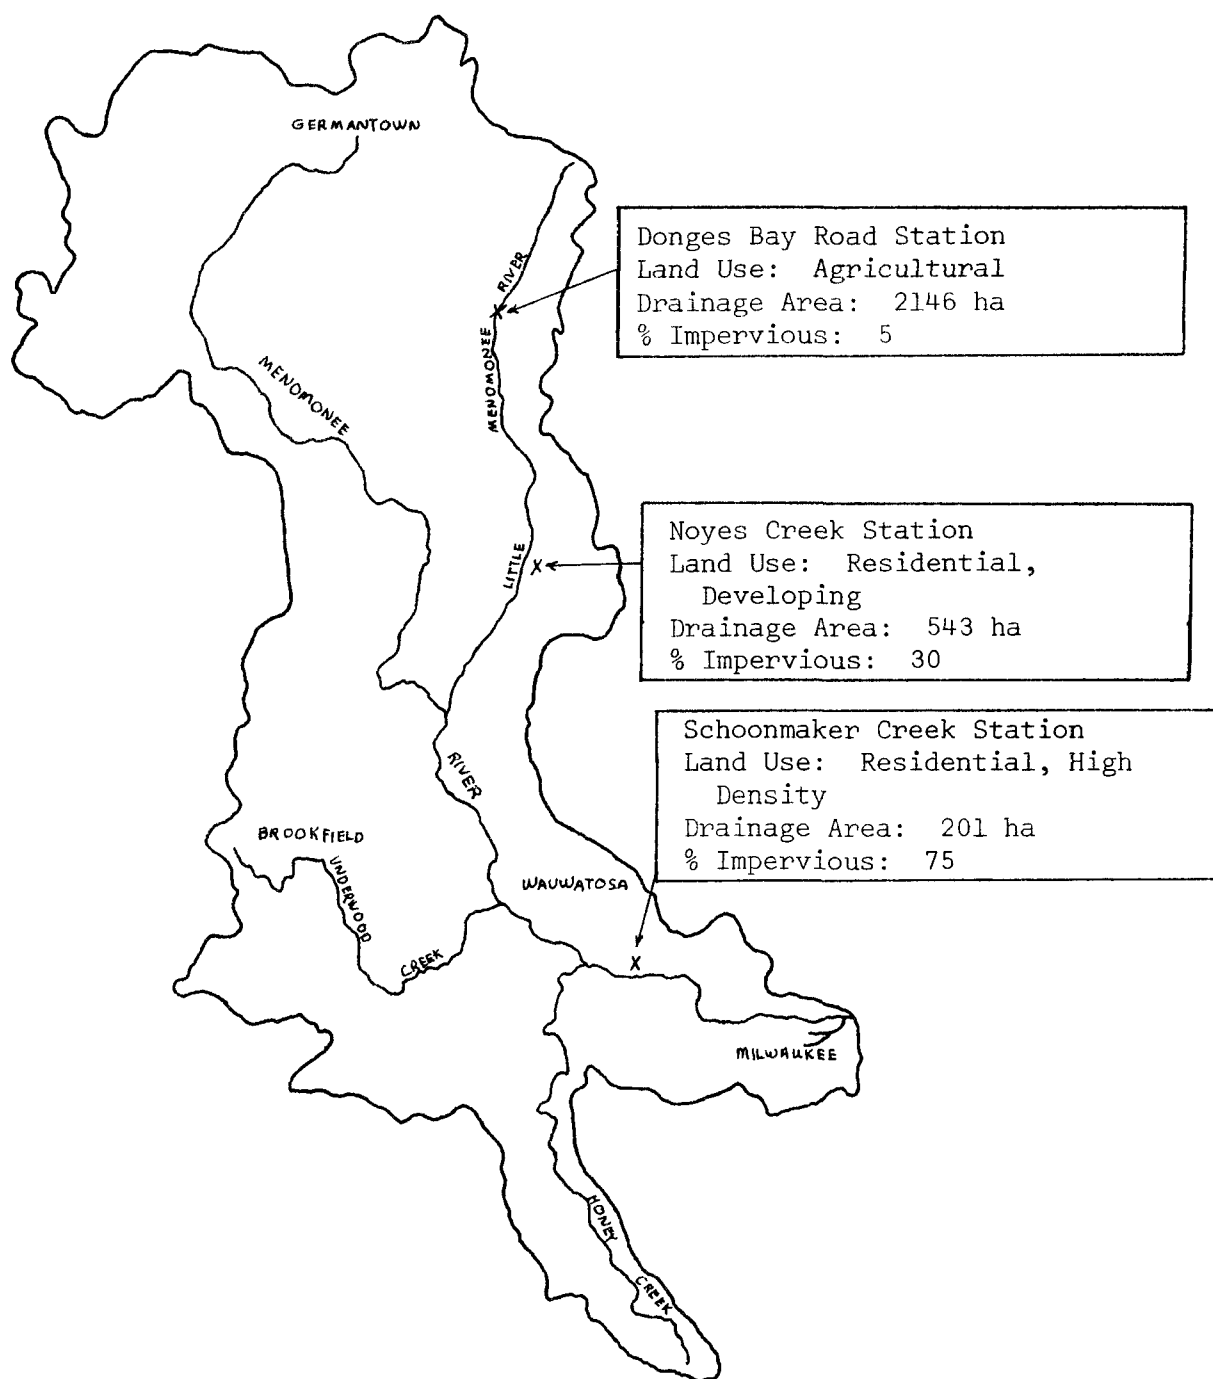 GERMANTOWN
Donges Bay Road Station
Land Use: Agricultural
Drainage Area: 2146 ha
% Impervious: 5
RIVER
MENOMONEE
LITTLE
MENOMONEE
RIVER
Noyes Creek Station
Land Use: Residential,
Developing
Drainage Area: 543 ha
% Impervious: 30
Schoonmaker Creek Station
Land Use: Residential, High
Density
Drainage Area: 201 ha
% Impervious: 75
BROOKFIELD
UNDERWOOD
CREEK
WAUWATOSA
X
X
X
MILWAUKEE
HONEY
CREEK